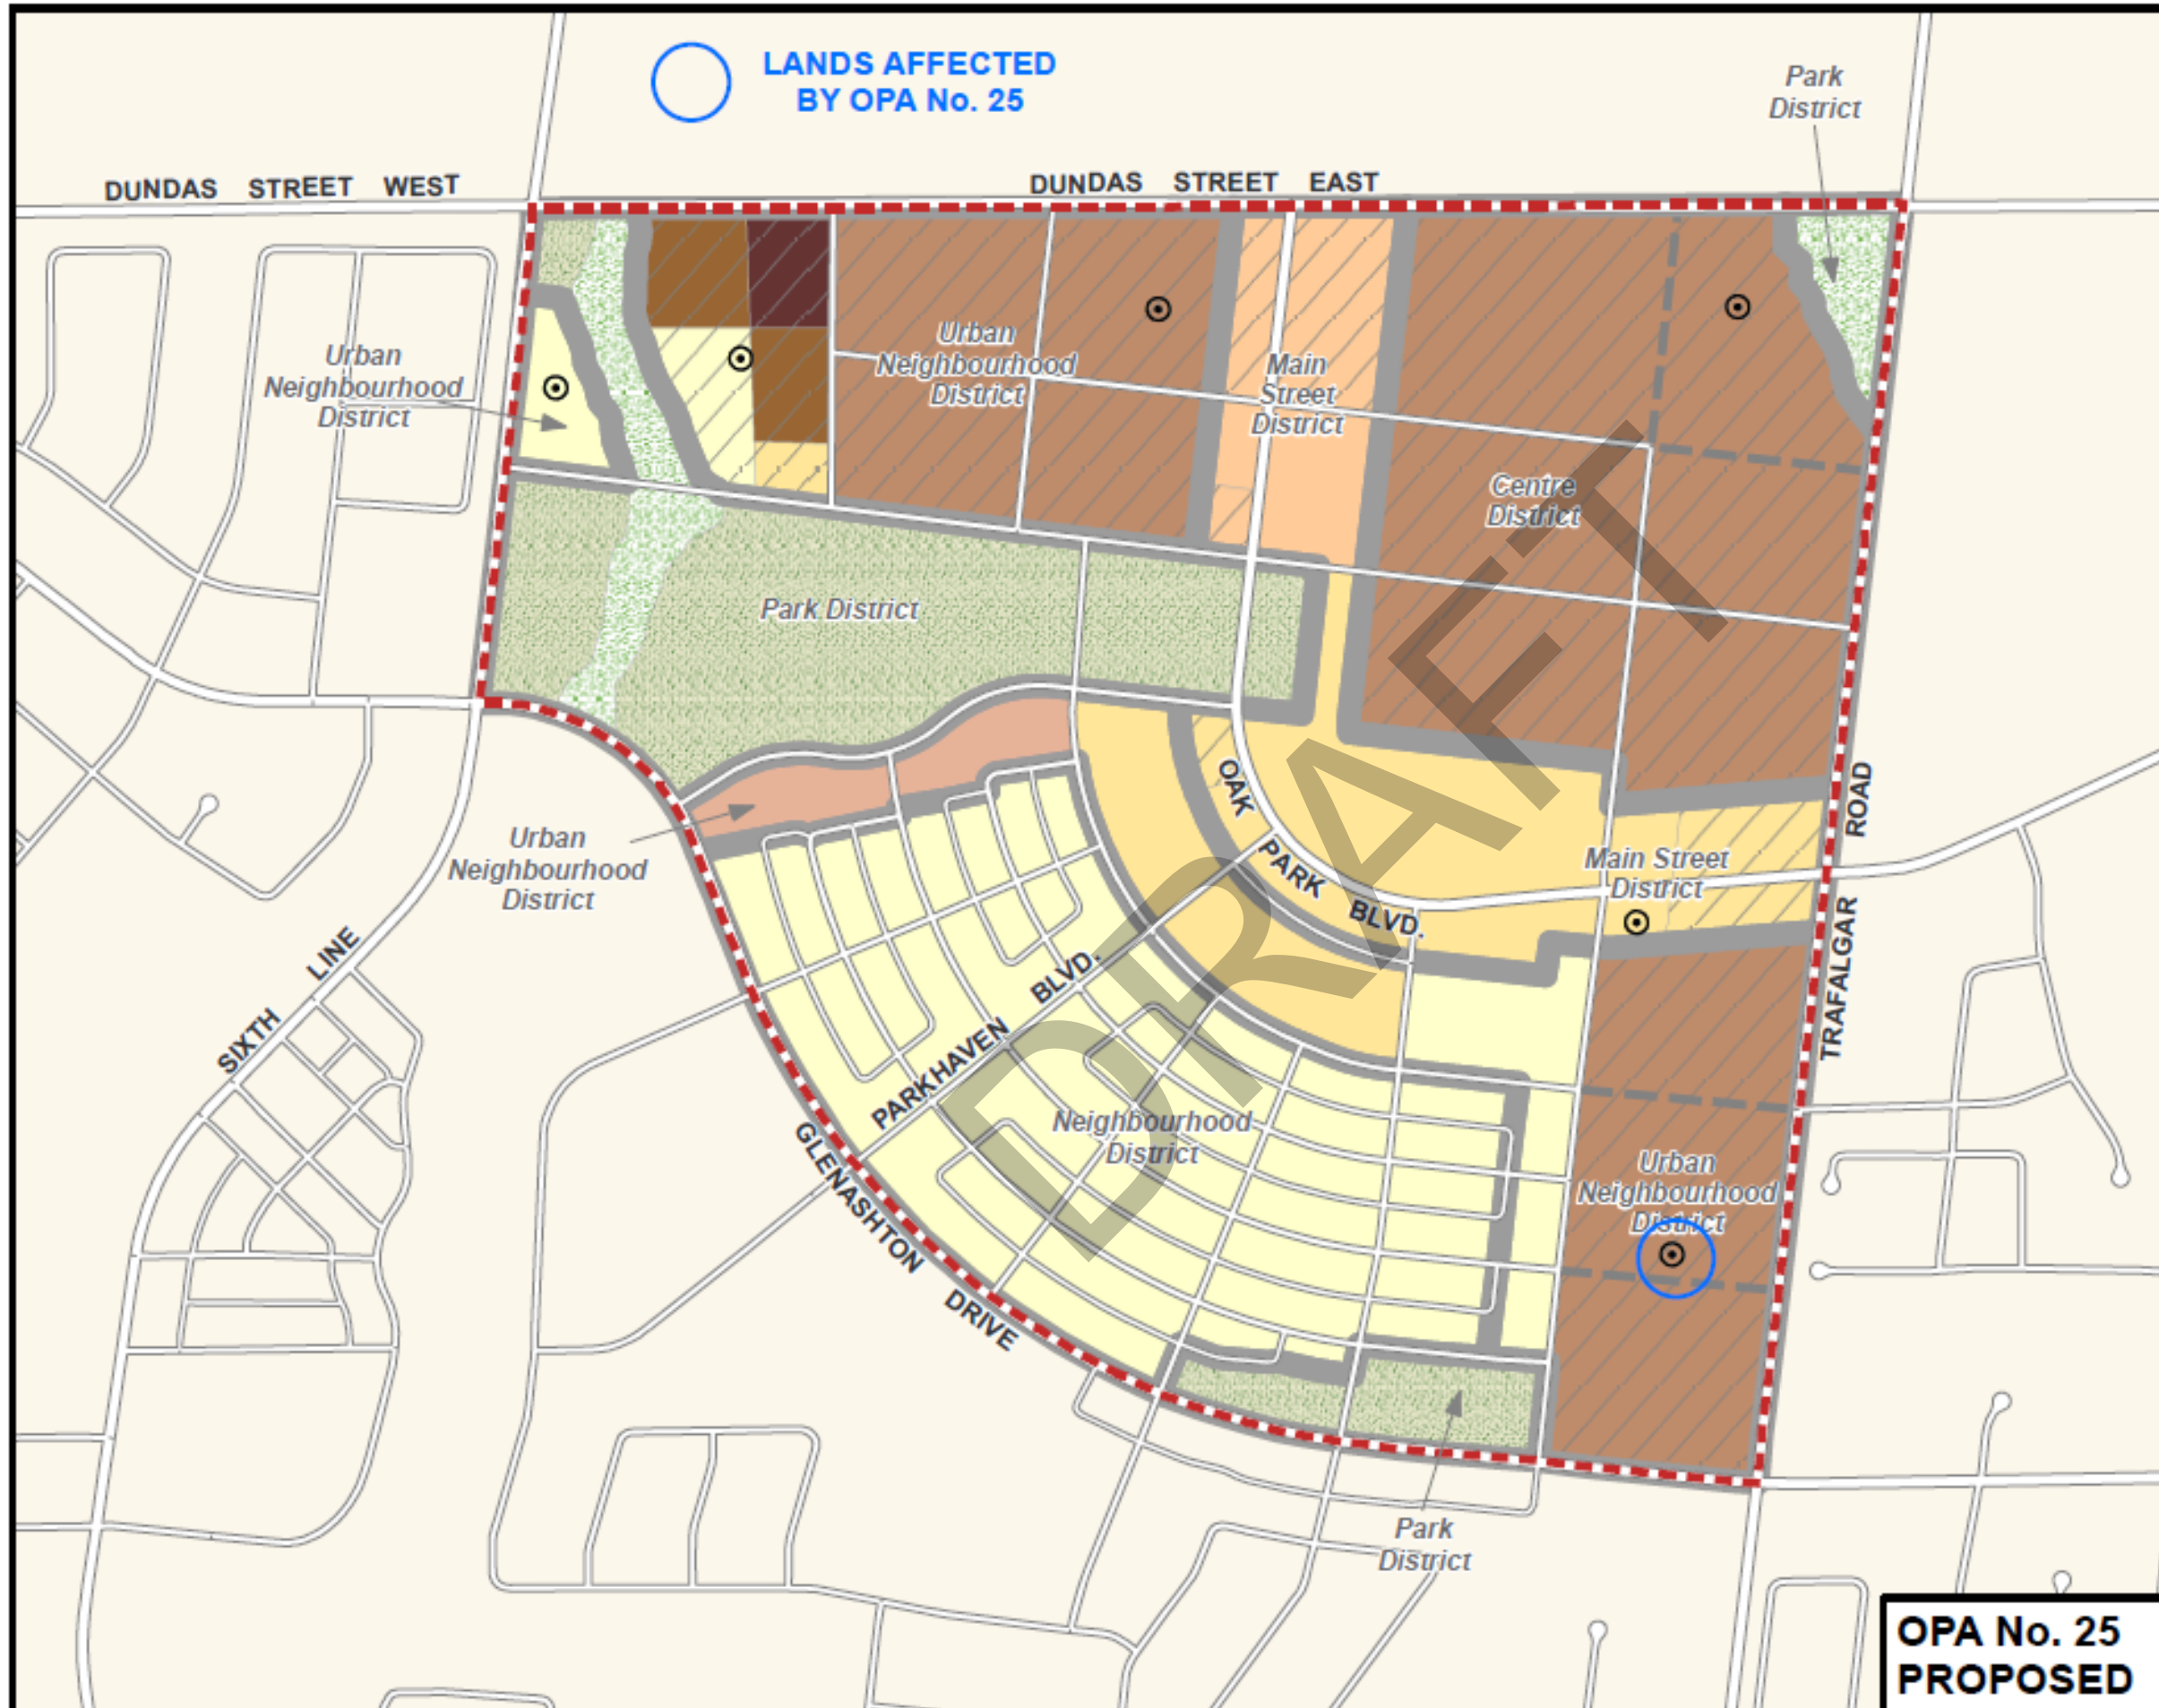 LANDS AFFECTED
BY OPA No. 25
Park
District
DUNDAS STREET WEST
DUNDAS STREET EAST
Urban
Neighbourhood
District
Urban
Neighbourhood
District
Main
Street
District
Centre
District
Park District
OAK
PARK
BLVD.
Urban
Neighbourhood
District
Main Street
District
TRAFALGAR ROAD
SIXTH LINE
PARKHAVEN BLVD.
Neighbourhood
District
GLENASHTON DRIVE
Urban
Neighbourhood
District
Park
District
DRAFT
OPA No. 25
PROPOSED